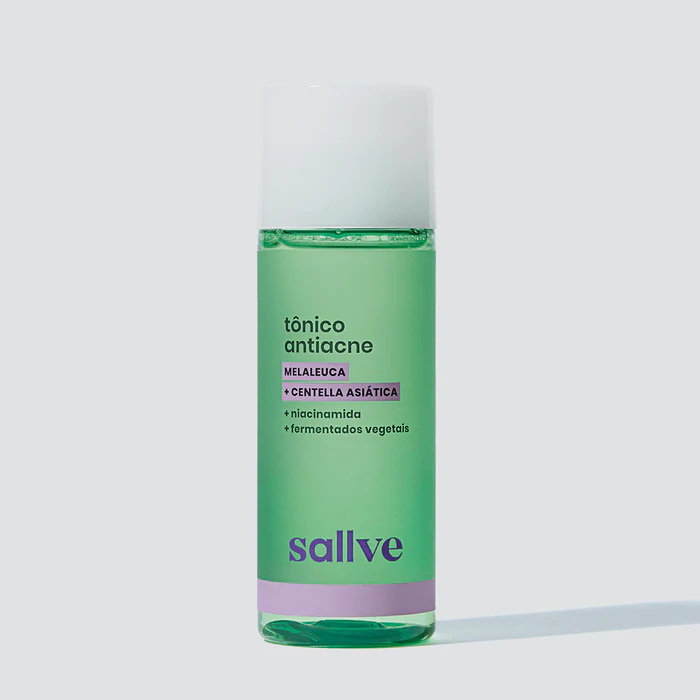 tônico
antiacne
MELALEUCA
+ CENTELLA ASIÁTICA
+ niacinamida
+ fermentados vegetais
sallve